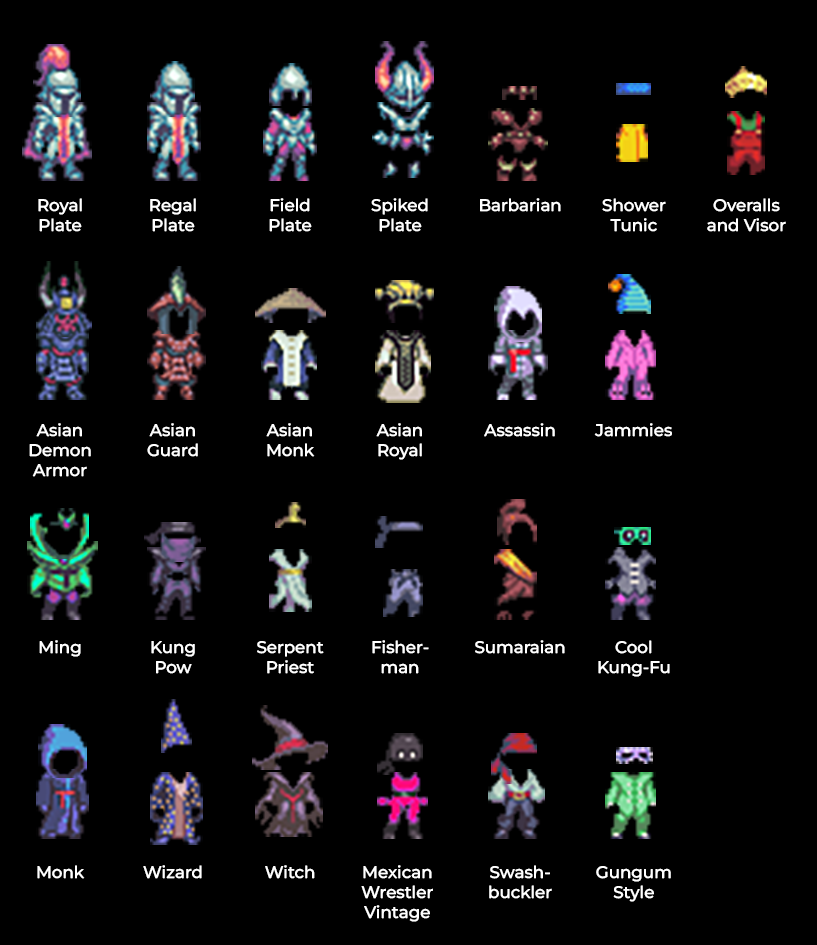 Royal
Plate
Regal
Plate
Field
Plate
Spiked
Plate
Barbarian
Shower
Tunic
Overalls
and Visor
Asian
Demon
Armor
Asian
Guard
Asian
Monk
Asian
Royal
Assassin
Jammies
Ming
Kung
Pow
Serpent
Priest
Fisher-
man
Sumaraian
Cool
Kung-Fu
Monk
Wizard
Witch
Mexican
Wrestler
Vintage
Swash-
buckler
Gungum
Style